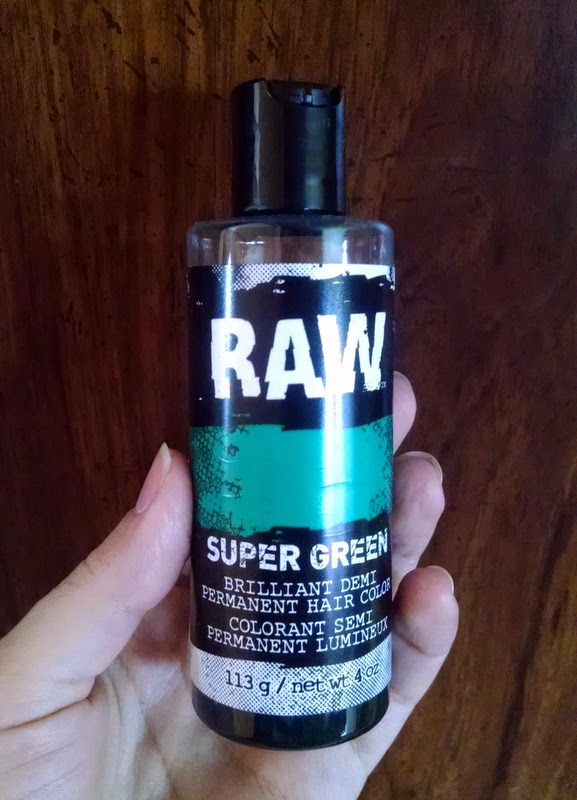 RAW
SUPER GREEN
BRILLIANT DEMI
PERMANENT HAIR COLOR
COLORANT SEMI
PERMANENT LUMINEUX
113 g / net wt 4 oz